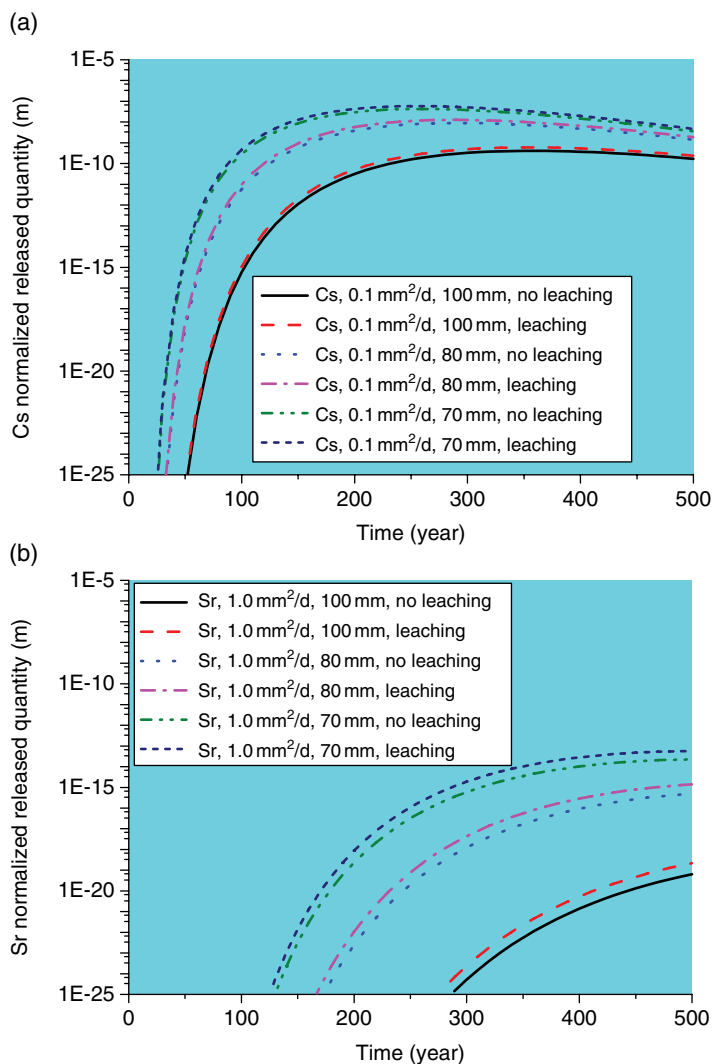 (a)
1E-5
1E-10
1E-15
1E-20
1E-25
Cs normalized released quantity (m)
Cs, 0.1 mm²/d, 100 mm, no leaching
Cs, 0.1 mm²/d, 100 mm, leaching
Cs, 0.1 mm²/d, 80 mm, no leaching
Cs, 0.1 mm²/d, 80 mm, leaching
Cs, 0.1 mm²/d, 70 mm, no leaching
Cs, 0.1 mm²/d, 70 mm, leaching
0 100 200 300 400 500
Time (year)
(b)
1E-5
1E-10
1E-15
1E-20
1E-25
Sr normalized released quantity (m)
Sr, 1.0 mm²/d, 100 mm, no leaching
Sr, 1.0 mm²/d, 100 mm, leaching
Sr, 1.0 mm²/d, 80 mm, no leaching
Sr, 1.0 mm²/d, 80 mm, leaching
Sr, 1.0 mm²/d, 70 mm, no leaching
Sr, 1.0 mm²/d, 70 mm, leaching
0 100 200 300 400 500
Time (year)